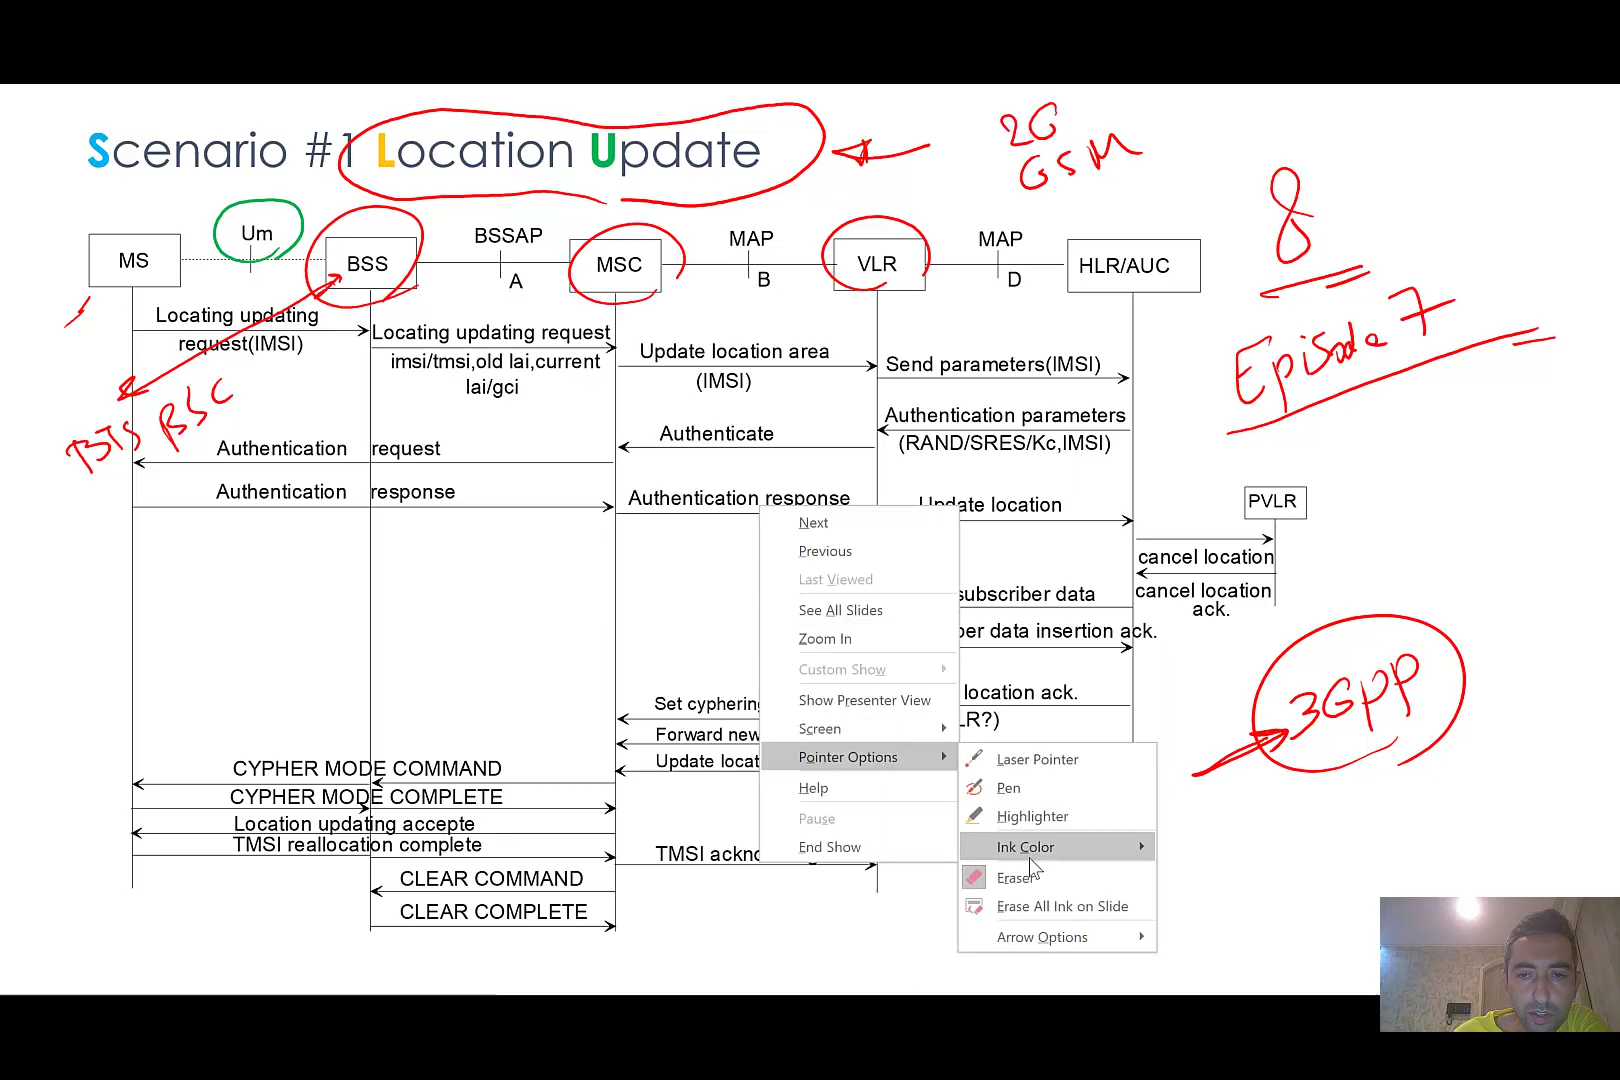 Scenario #1 Location Update
2G
GSM
8
Episode 7
Um
BSSAP
MAP
MAP
MS
BSS
MSC
VLR
HLR/AUC
A
B
D
Locating updating
request(IMSI)
Locating updating request
imsi/tmsi,old lai,current
lai/gci
Update location area
(IMSI)
Send parameters(IMSI)
BTS BSC
Authentication parameters
(RAND/SRES/Kc,IMSI)
Authenticate
Authentication request
Authentication response
Authentication response
Update location
PVLR
cancel location
cancel location
ack.
subscriber data
per data insertion ack.
location ack.
LR?)
3GPP
Set cyphering
Forward new
Update locat
CYPHER MODE COMMAND
CYPHER MODE COMPLETE
Location updating accepte
TMSI reallocation complete
TMSI ackno
CLEAR COMMAND
CLEAR COMPLETE
Next
Previous
Last Viewed
See All Slides
Zoom In
Custom Show
Show Presenter View
Screen
Pointer Options
Help
Pause
End Show
Laser Pointer
Pen
Highlighter
Ink Color
Eraser
Erase All Ink on Slide
Arrow Options